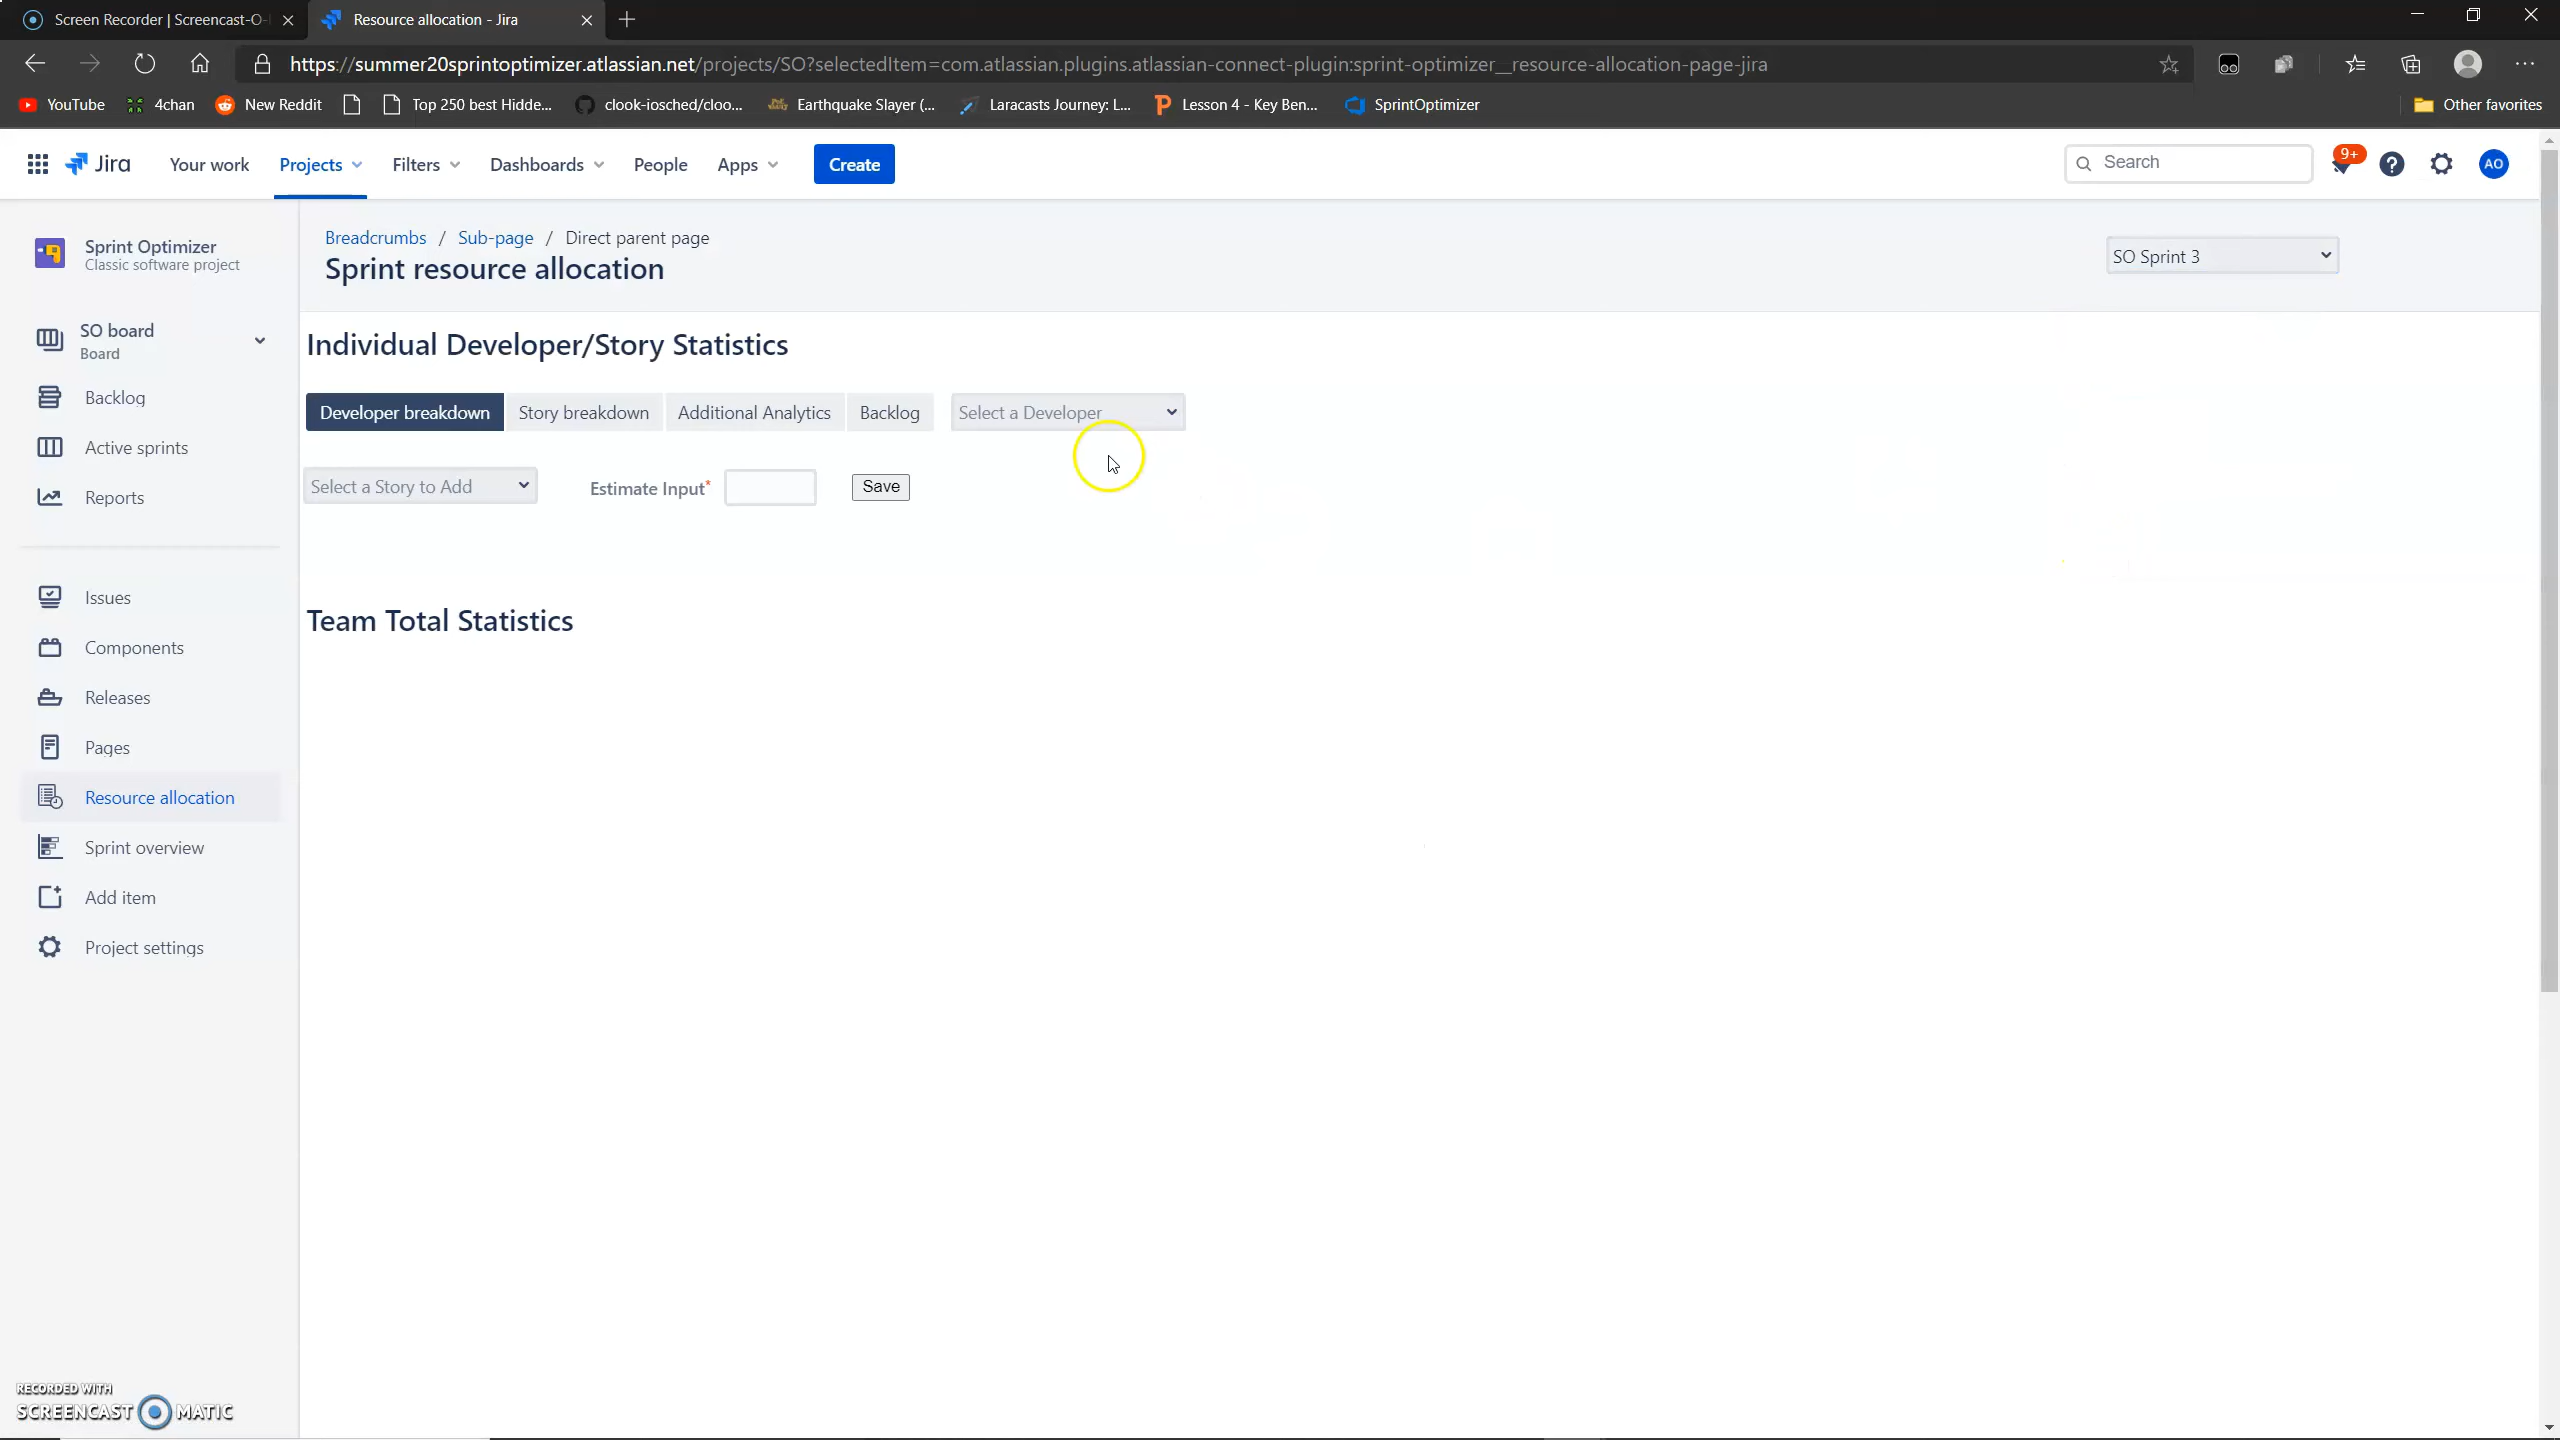 Screen Recorder | Screencast-O-
Resource allocation - Jira
https://summer20sprintoptimizer.atlassian.net/projects/SO?selectedItem=com.atlassian.plugins.atlassian-connect-plugin:sprint-optimizer__resource-allocation-page-jira
YouTube
4chan
New Reddit
Top 250 best Hidde...
clook-iosched/cloo...
Earthquake Slayer (...
Laracasts Journey: L...
Lesson 4 - Key Ben...
SprintOptimizer
Other favorites
Jira
Your work
Projects
Filters
Dashboards
People
Apps
Create
Search
9+
AO
Sprint Optimizer
Classic software project
SO board
Board
Backlog
Active sprints
Reports
Issues
Components
Releases
Pages
Resource allocation
Sprint overview
Add item
Project settings
Breadcrumbs / Sub-page / Direct parent page
Sprint resource allocation
SO Sprint 3
Individual Developer/Story Statistics
Developer breakdown
Story breakdown
Additional Analytics
Backlog
Select a Developer
Select a Story to Add
Estimate Input*
Save
Team Total Statistics
RECORDED WITH
SCREENCAST MATIC